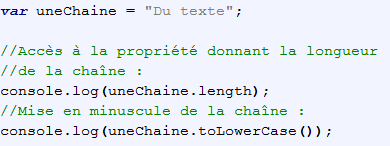 var uneChaine = "Du texte";
//Accès à la propriété donnant la longueur
//de la chaîne :
console.log(uneChaine.length);
//Mise en minuscule de la chaîne :
console.log(uneChaine.toLowerCase());